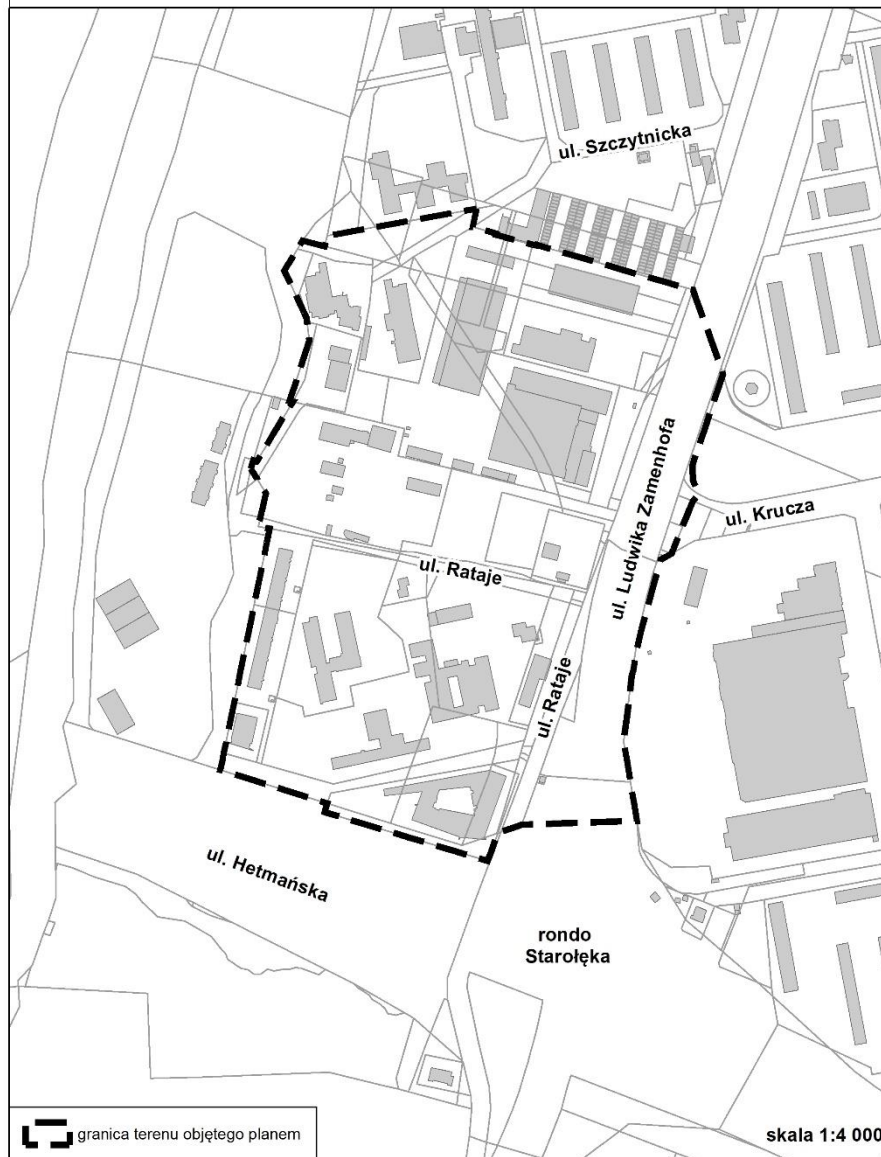 ul. Szczytnicka
ul. Ludwika Zamenhofa
ul. Krucza
ul. Rataje
ul. Rataje
ul. Hetmańska
rondo
Starołęka
granica terenu objętego planem
skala 1:4 000